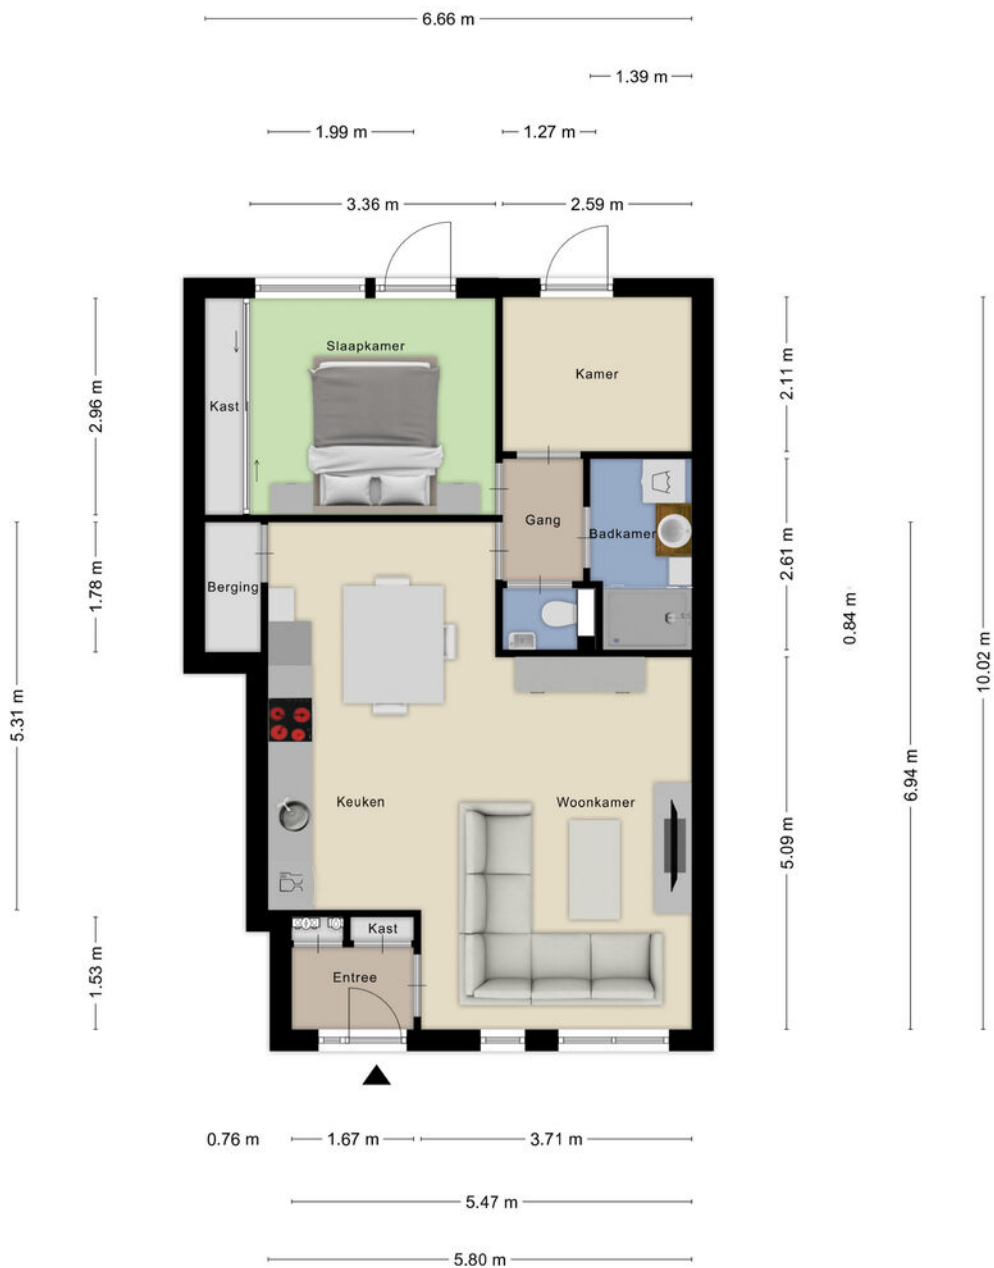 6.66 m
1.39 m
1.99 m
1.27 m
3.36 m
2.59 m
Slaapkamer
Kamer
Kast
2.96 m
2.11 m
Gang
Badkamer
Berging
1.78 m
2.61 m
0.84 m
10.02 m
5.31 m
6.94 m
Keuken
Woonkamer
5.09 m
Kast
Entree
1.53 m
0.76 m
1.67 m
3.71 m
5.47 m
5.80 m